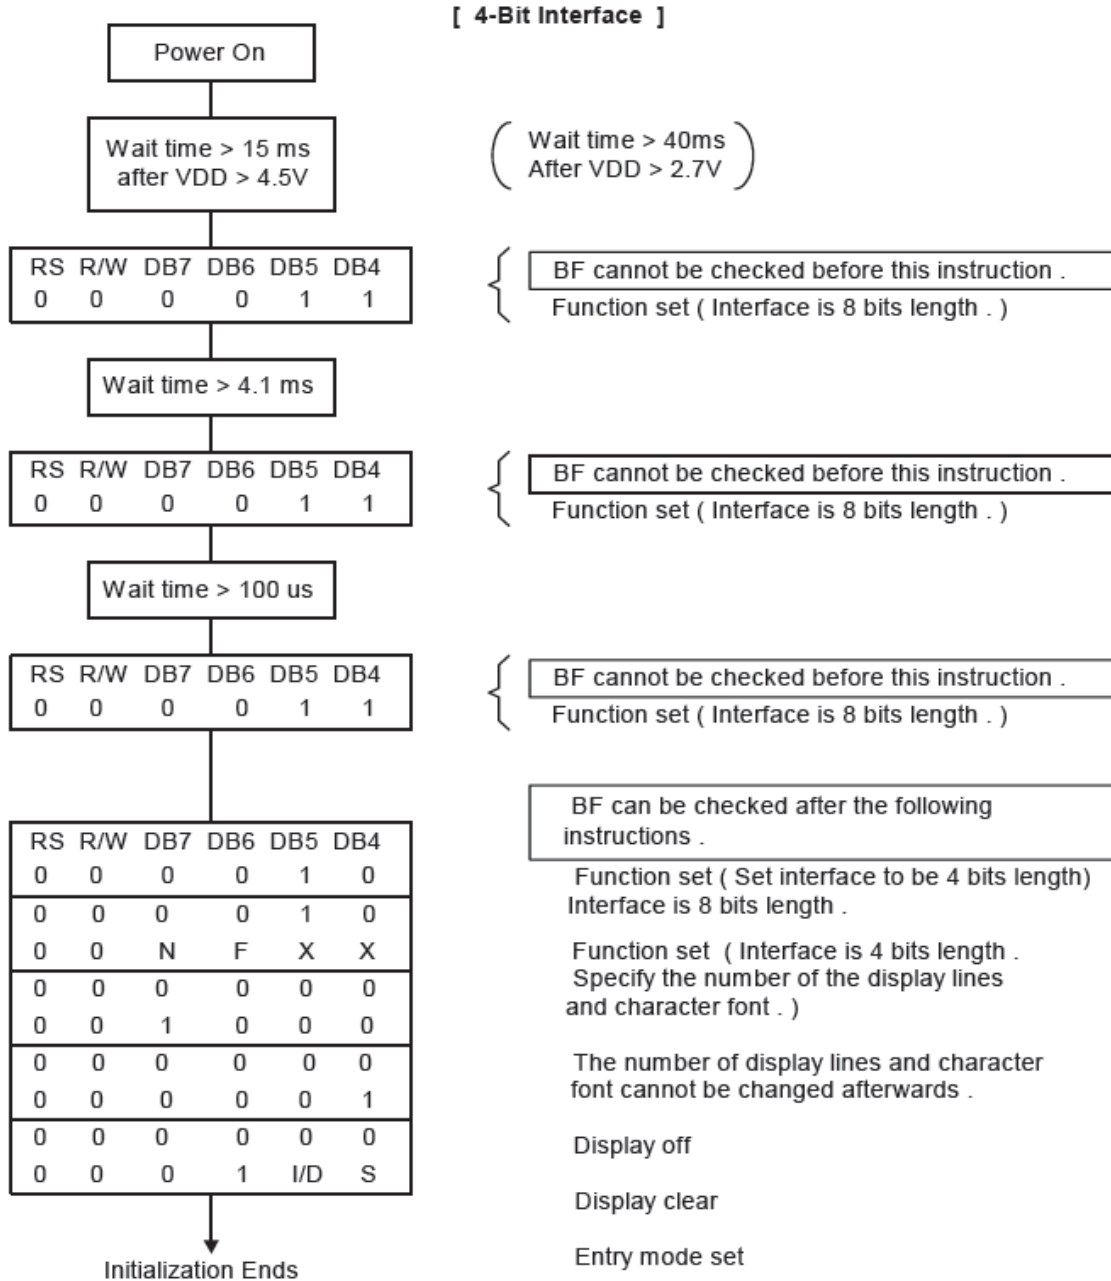 [ 4-Bit Interface ]
Power On
Wait time > 15 ms
after VDD > 4.5V
Wait time > 40ms
After VDD > 2.7V
RS R/W DB7 DB6 DB5 DB4
0 0 0 0 1 1
BF cannot be checked before this instruction .
Function set ( Interface is 8 bits length . )
Wait time > 4.1 ms
RS R/W DB7 DB6 DB5 DB4
0 0 0 0 1 1
BF cannot be checked before this instruction .
Function set ( Interface is 8 bits length . )
Wait time > 100 us
RS R/W DB7 DB6 DB5 DB4
0 0 0 0 1 1
BF cannot be checked before this instruction .
Function set ( Interface is 8 bits length . )
RS R/W DB7 DB6 DB5 DB4
0 0 0 0 1 0
0 0 0 0 1 0
0 0 N F X X
0 0 0 0 0 0
0 0 1 0 0 0
0 0 0 0 0 0
0 0 0 0 0 1
0 0 0 0 0 0
0 0 0 1 I/D S
Initialization Ends
BF can be checked after the following
instructions .
Function set ( Set interface to be 4 bits length)
Interface is 8 bits length .
Function set ( Interface is 4 bits length .
Specify the number of the display lines
and character font . )
The number of display lines and character
font cannot be changed afterwards .
Display off
Display clear
Entry mode set